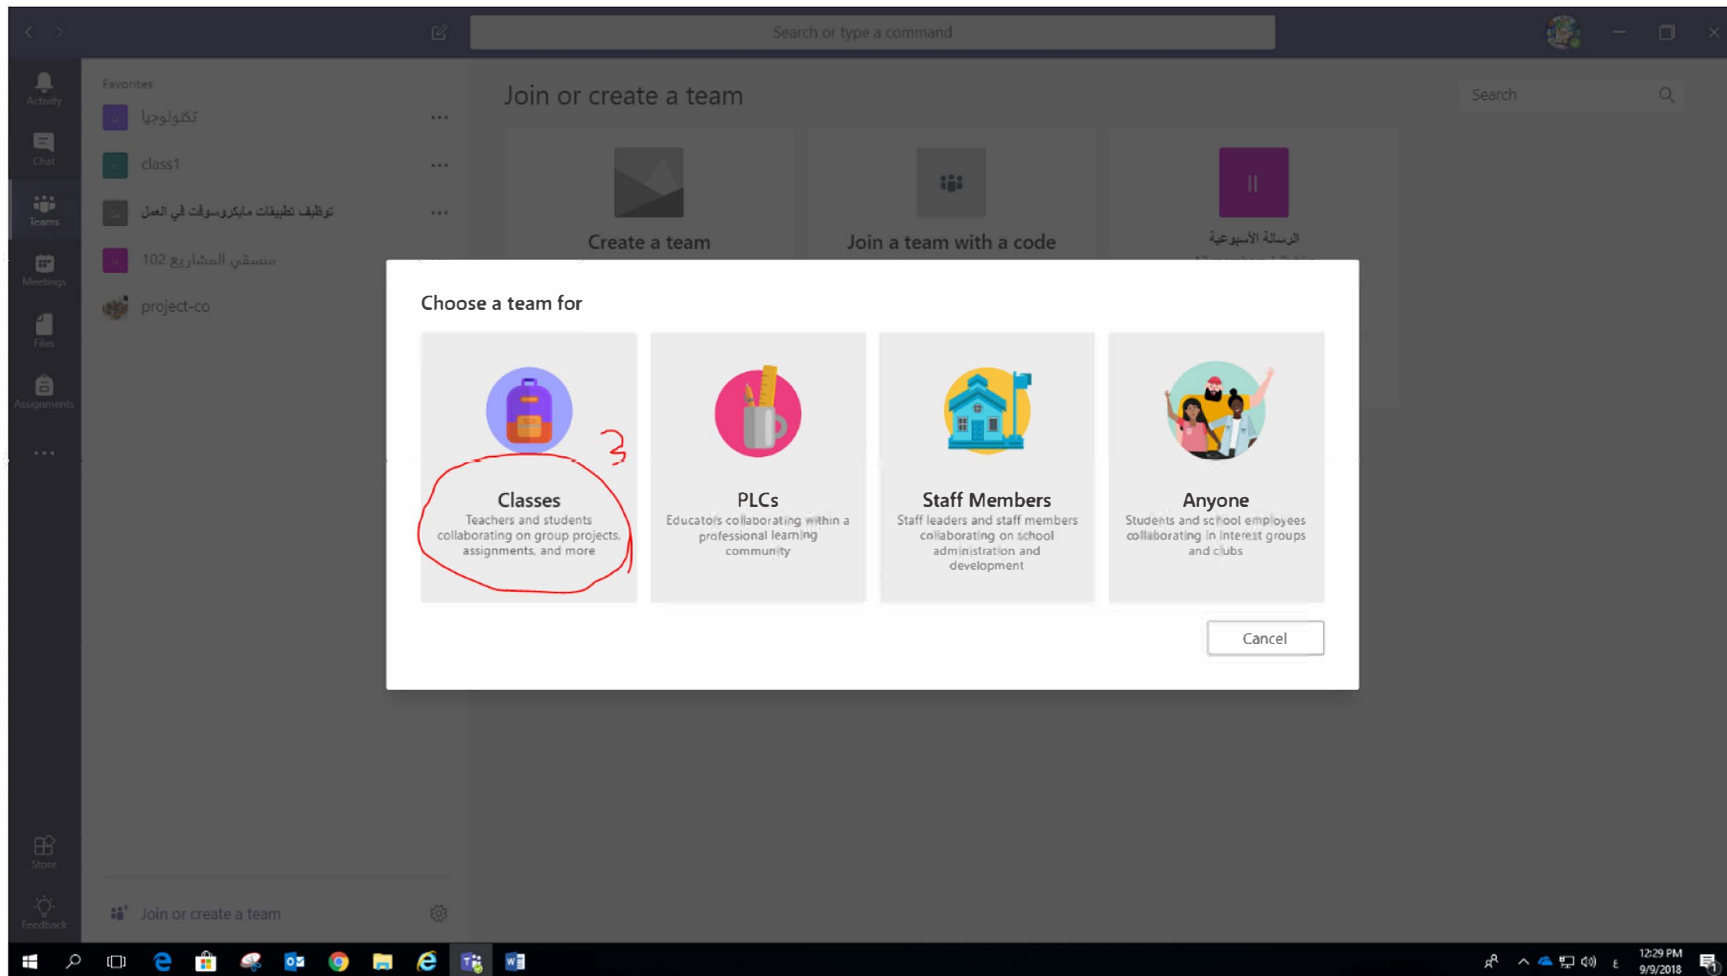 Search or type a command
Activity
Chat
Teams
Meetings
Files
Assignments
Store
Feedback
Favorites
تكنولوجيا
class1
توظيف تطبيقات مايكروسوفت في العمل
منسقي المشاريع 102
project-co
Join or create a team
Join or create a team
Search
Create a team
Join a team with a code
الرسالة الأسبوعية
Choose a team for
3
Classes
Teachers and students
collaborating on group projects,
assignments, and more
PLCs
Educators collaborating within a
professional learning
community
Staff Members
Staff leaders and staff members
collaborating on school
administration and
development
Anyone
Students and school employees
collaborating in interest groups
and clubs
Cancel
ع
12:29 PM
9/9/2018